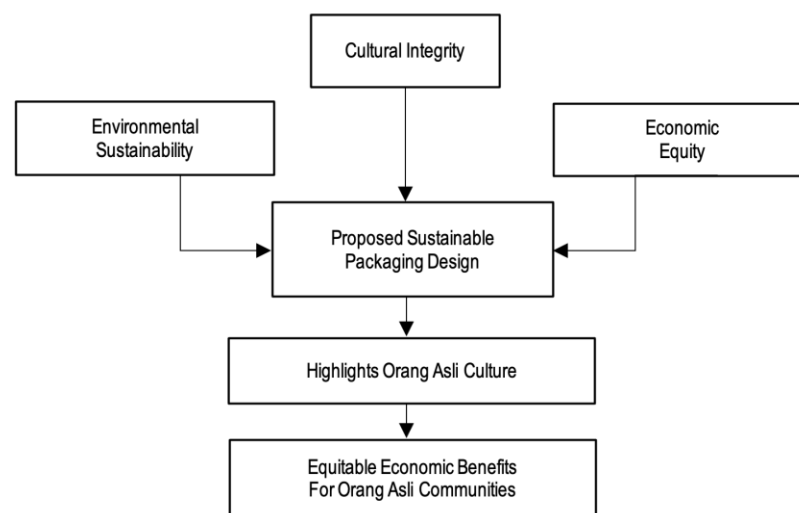 Cultural Integrity
Environmental
Sustainability
Economic
Equity
Proposed Sustainable
Packaging Design
Highlights Orang Asli Culture
Equitable Economic Benefits
For Orang Asli Communities